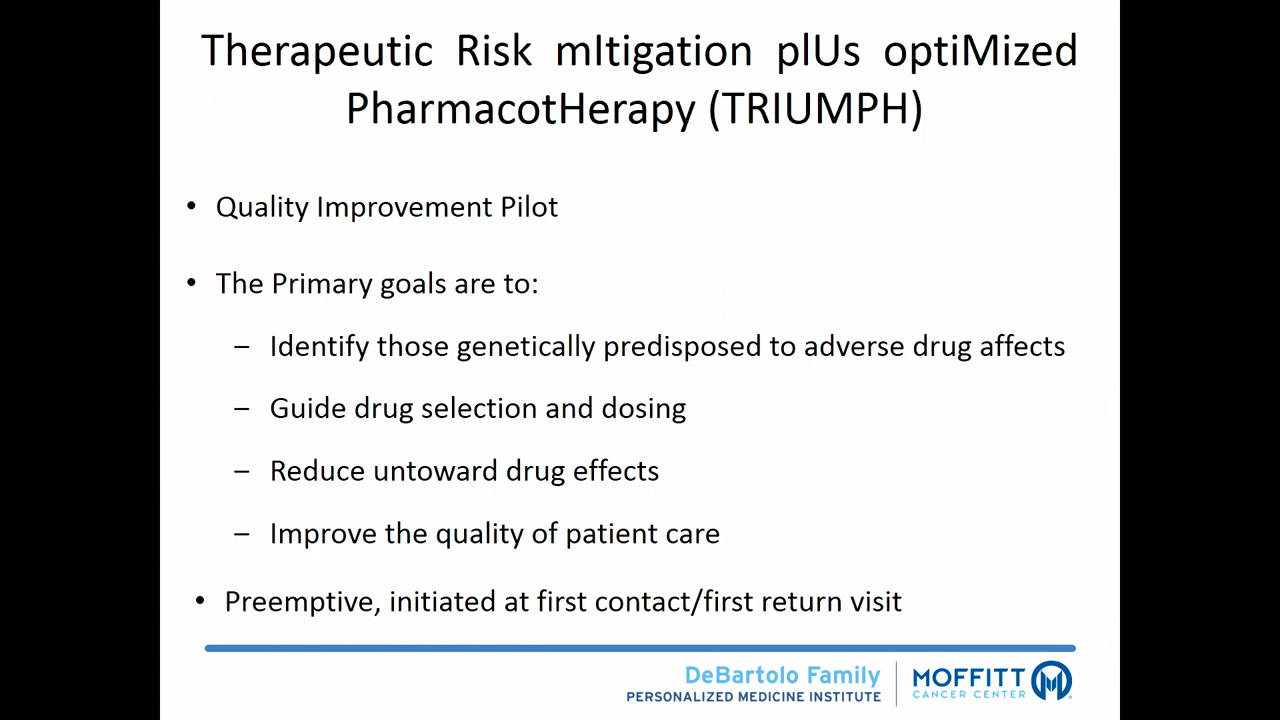 Therapeutic Risk mItigation plUs optiMized
PharmacotHerapy (TRIUMPH)
• Quality Improvement Pilot
• The Primary goals are to:
– Identify those genetically predisposed to adverse drug affects
– Guide drug selection and dosing
– Reduce untoward drug effects
– Improve the quality of patient care
• Preemptive, initiated at first contact/first return visit
DeBartolo Family
PERSONALIZED MEDICINE INSTITUTE
MOFFITT
CANCER CENTER